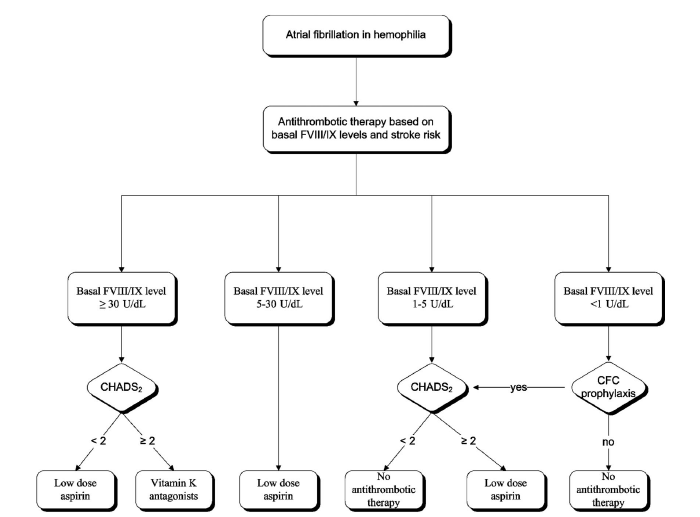 Atrial fibrillation in hemophilia
Antithrombotic therapy based on
basal FVIII/IX levels and stroke risk
Basal FVIII/IX level
≥ 30 U/dL
Basal FVIII/IX level
5-30 U/dL
Basal FVIII/IX level
1-5 U/dL
Basal FVIII/IX level
<1 U/dL
CHADS₂
CHADS₂
yes
CFC
prophylaxis
< 2
≥ 2
< 2
≥ 2
no
Low dose
aspirin
Vitamin K
antagonists
Low dose
aspirin
No
antithrombotic
therapy
Low dose
aspirin
No
antithrombotic
therapy